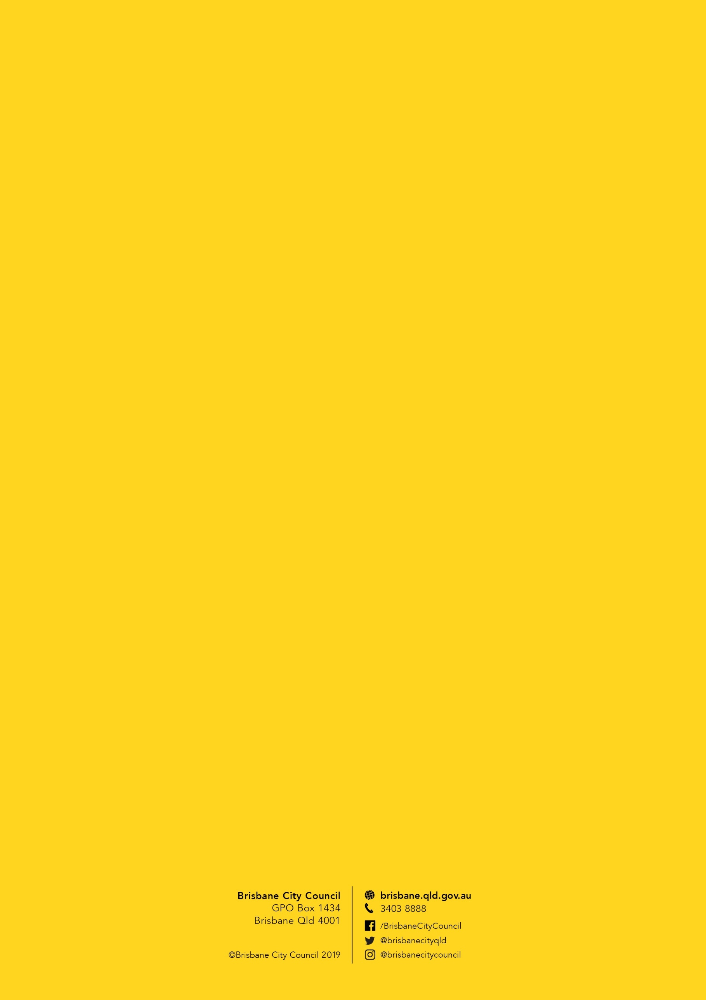 Brisbane City Council
GPO Box 1434
Brisbane Qld 4001
©Brisbane City Council 2019
brisbane.qld.gov.au
3403 8888
/BrisbaneCityCouncil
@brisbanecityqld
@brisbanecitycouncil